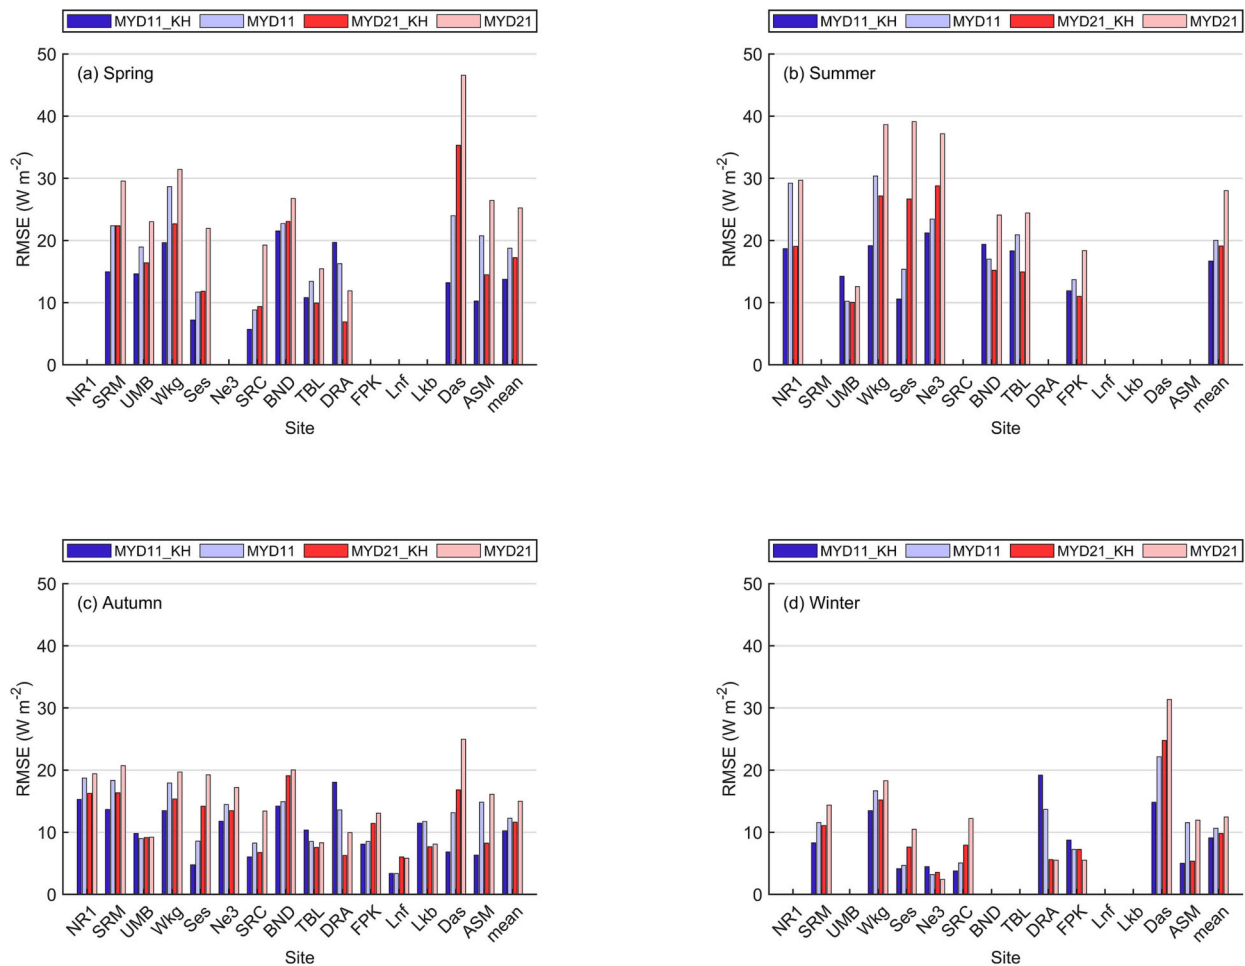 MYD11_KH MYD11 MYD21_KH MYD21
(a) Spring
50
40
30
20
10
0
RMSE (W m-2)
NR1 SRM UMB Wkg Ses Ne3 SRC BND TBL DRA FPK Lnf Lkb Das ASM mean
Site
MYD11_KH MYD11 MYD21_KH MYD21
(b) Summer
50
40
30
20
10
0
RMSE (W m-2)
NR1 SRM UMB Wkg Ses Ne3 SRC BND TBL DRA FPK Lnf Lkb Das ASM mean
Site
MYD11_KH MYD11 MYD21_KH MYD21
(c) Autumn
50
40
30
20
10
0
RMSE (W m-2)
NR1 SRM UMB Wkg Ses Ne3 SRC BND TBL DRA FPK Lnf Lkb Das ASM mean
Site
MYD11_KH MYD11 MYD21_KH MYD21
(d) Winter
50
40
30
20
10
0
RMSE (W m-2)
NR1 SRM UMB Wkg Ses Ne3 SRC BND TBL DRA FPK Lnf Lkb Das ASM mean
Site